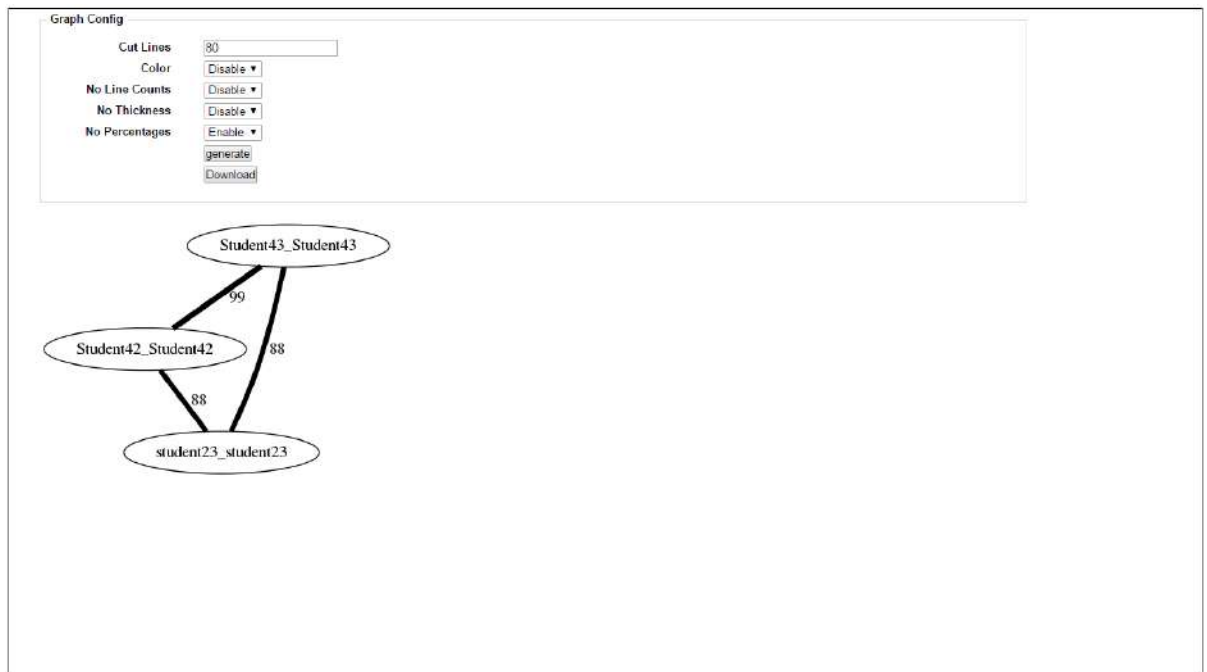 Graph Config
Cut Lines 80
Color Disable
No Line Counts Disable
No Thickness Disable
No Percentages Enable
generate
Download
Student43_Student43
99
Student42_Student42
88
88
student23_student23